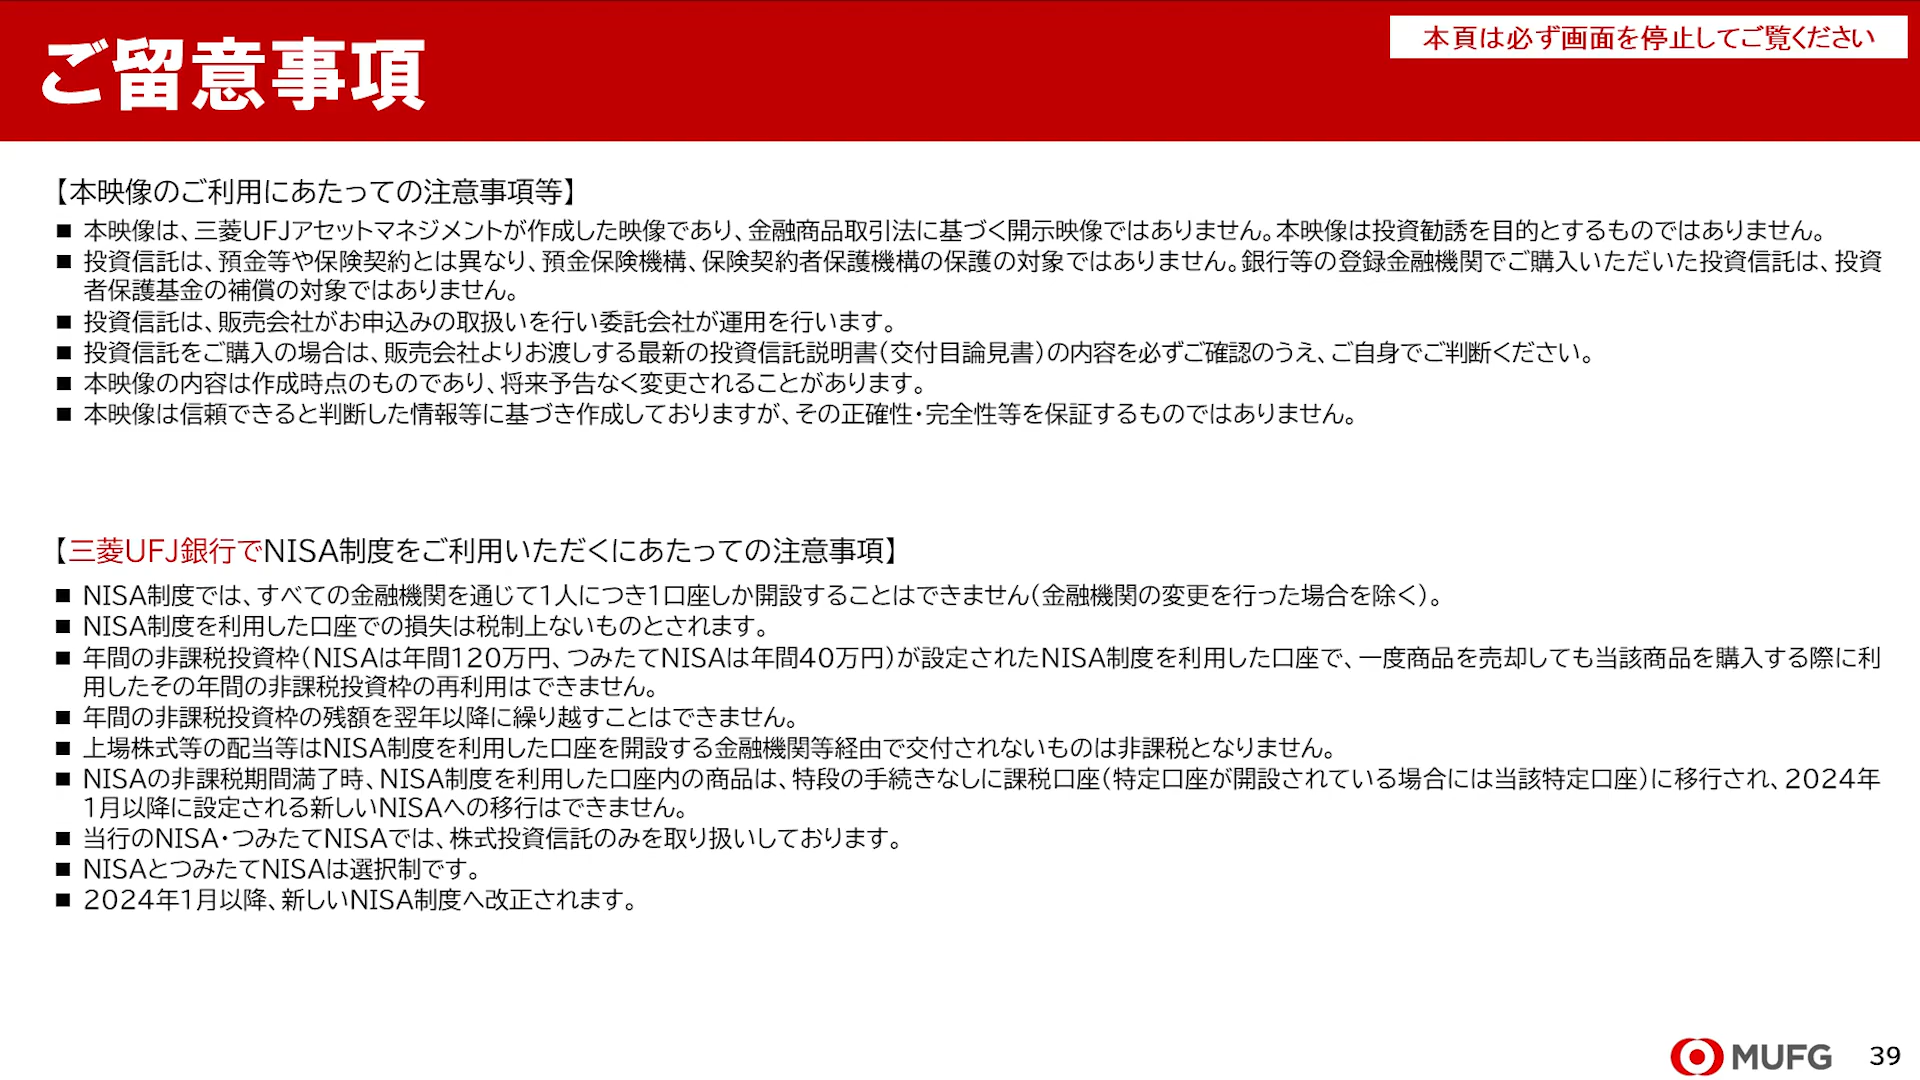 ご留意事項
本頁は必ず画面を停止してご覧ください
【本映像のご利用にあたっての注意事項等】
■ 本映像は、三菱UFJアセットマネジメントが作成した映像であり、金融商品取引法に基づく開示映像ではありません。本映像は投資勧誘を目的とするものではありません。
■ 投資信託は、預金等や保険契約とは異なり、預金保険機構、保険契約者保護機構の保護の対象ではありません。銀行等の登録金融機関でご購入いただいた投資信託は、投資
者保護基金の補償の対象ではありません。
■ 投資信託は、販売会社がお申込みの取扱いを行い委託会社が運用を行います。
■ 投資信託をご購入の場合は、販売会社よりお渡しする最新の投資信託説明書(交付目論見書)の内容を必ずご確認のうえ、ご自身でご判断ください。
■ 本映像の内容は作成時点のものであり、将来予告なく変更されることがあります。
■ 本映像は信頼できると判断した情報等に基づき作成しておりますが、その正確性・完全性等を保証するものではありません。
【三菱UFJ銀行でNISA制度をご利用いただくにあたっての注意事項】
■ NISA制度では、すべての金融機関を通じて1人につき1口座しか開設することはできません(金融機関の変更を行った場合を除く)。
■ NISA制度を利用した口座での損失は税制上ないものとされます。
■ 年間の非課税投資枠(NISAは年間120万円、つみたてNISAは年間40万円)が設定されたNISA制度を利用した口座で、一度商品を売却しても当該商品を購入する際に利
用したその年間の非課税投資枠の再利用はできません。
■ 年間の非課税投資枠の残額を翌年以降に繰り越すことはできません。
■ 上場株式等の配当等はNISA制度を利用した口座を開設する金融機関等経由で交付されないものは非課税となりません。
■ NISAの非課税期間満了時、NISA制度を利用した口座内の商品は、特段の手続きなしに課税口座(特定口座が開設されている場合には当該特定口座)に移行され、2024年
1月以降に設定される新しいNISAへの移行はできません。
■ 当行のNISA・つみたてNISAでは、株式投資信託のみを取り扱いしております。
■ NISAとつみたてNISAは選択制です。
■ 2024年1月以降、新しいNISA制度へ改正されます。
MUFG 39